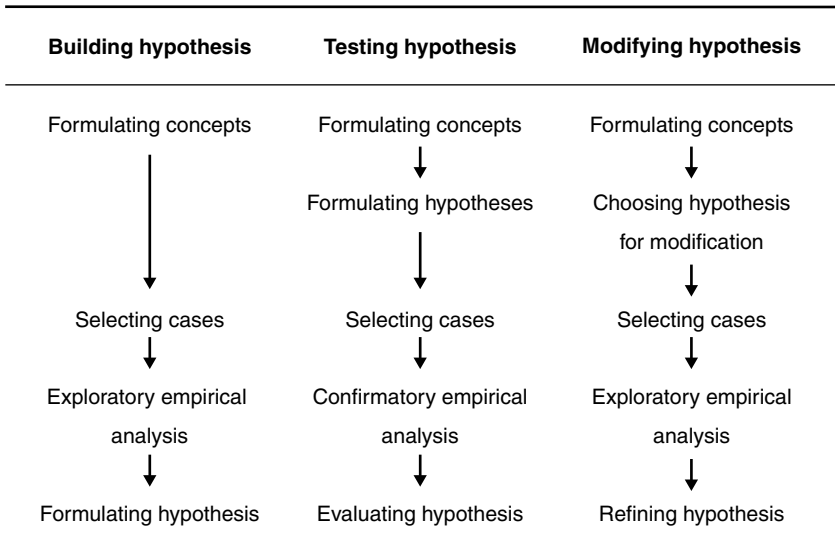 Building hypothesis Testing hypothesis Modifying hypothesis
Formulating concepts Formulating concepts Formulating concepts
Formulating hypotheses Choosing hypothesis
for modification
Selecting cases Selecting cases Selecting cases
Exploratory empirical Confirmatory empirical Exploratory empirical
analysis analysis analysis
Formulating hypothesis Evaluating hypothesis Refining hypothesis